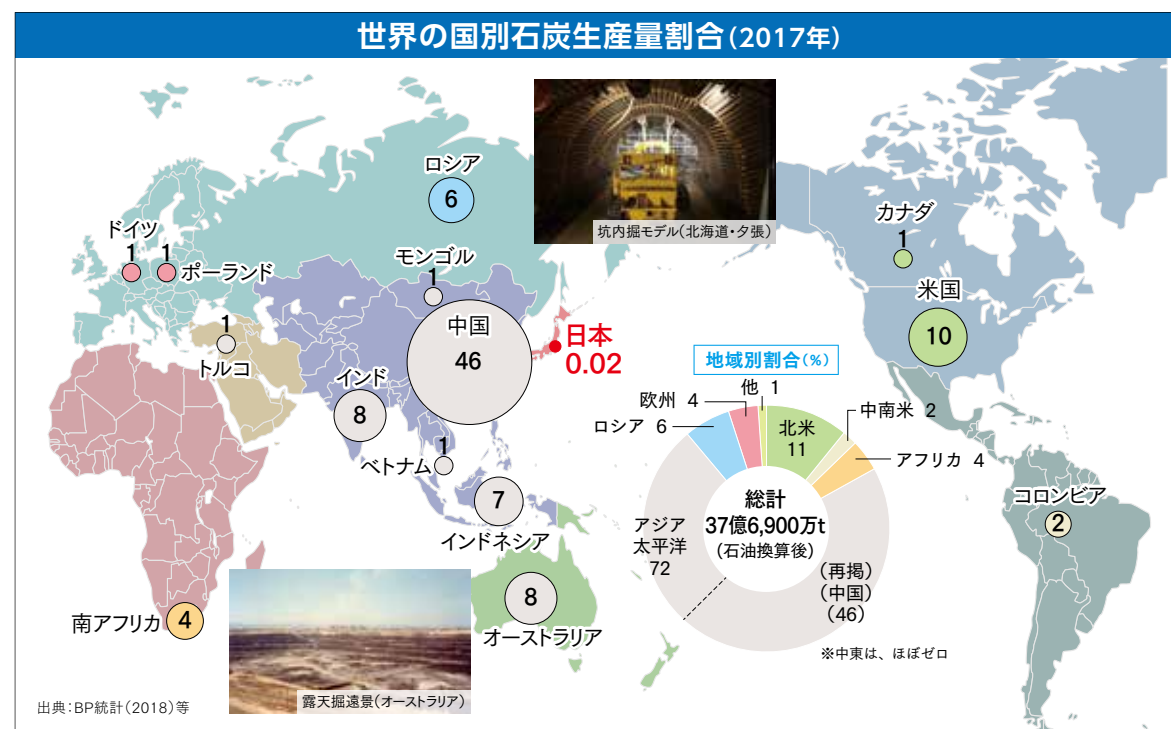 世界の国別石炭生産量割合(2017年)
ロシア
6
坑内掘モデル(北海道・夕張)
カナダ
1
ドイツ
1
1
ポーランド
モンゴル
1
米国
10
中国
46
日本
0.02
1
トルコ
インド
8
ベトナム
1
7
インドネシア
地域別割合(%)
他 1
欧州 4
ロシア 6
北米
11
中南米 2
アフリカ 4
アジア
太平洋
72
総計
37億6,900万t
(石油換算後)
(再掲)
(中国)
(46)
※中東は、ほぼゼロ
コロンビア
2
南アフリカ
4
8
オーストラリア
露天掘遠景(オーストラリア)
出典:BP統計(2018)等